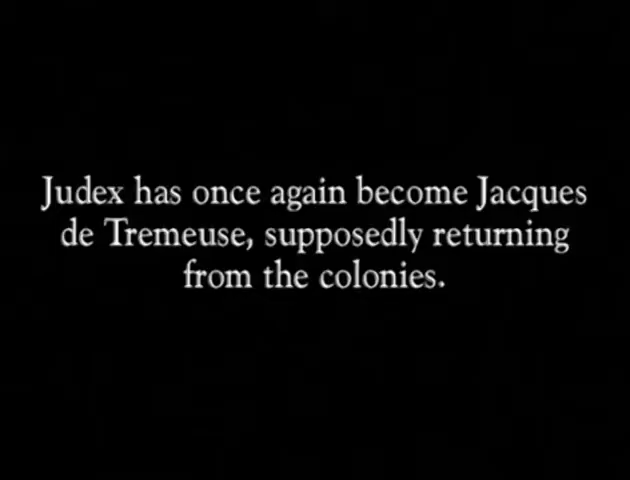 Judex has once again become Jacques
de Tremeuse, supposedly returning
from the colonies.